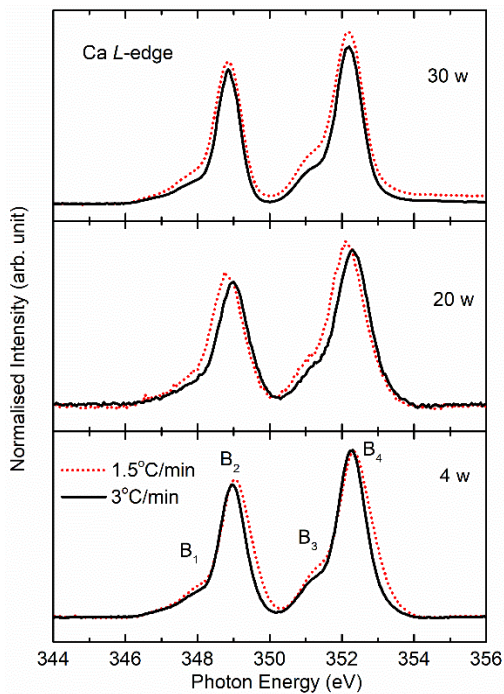 Ca L-edge
30 w
20 w
1.5°C/min
3°C/min
B1
B2
B3
B4
4 w
344 346 348 350 352 354 356
Photon Energy (eV)
Normalised Intensity (arb. unit)